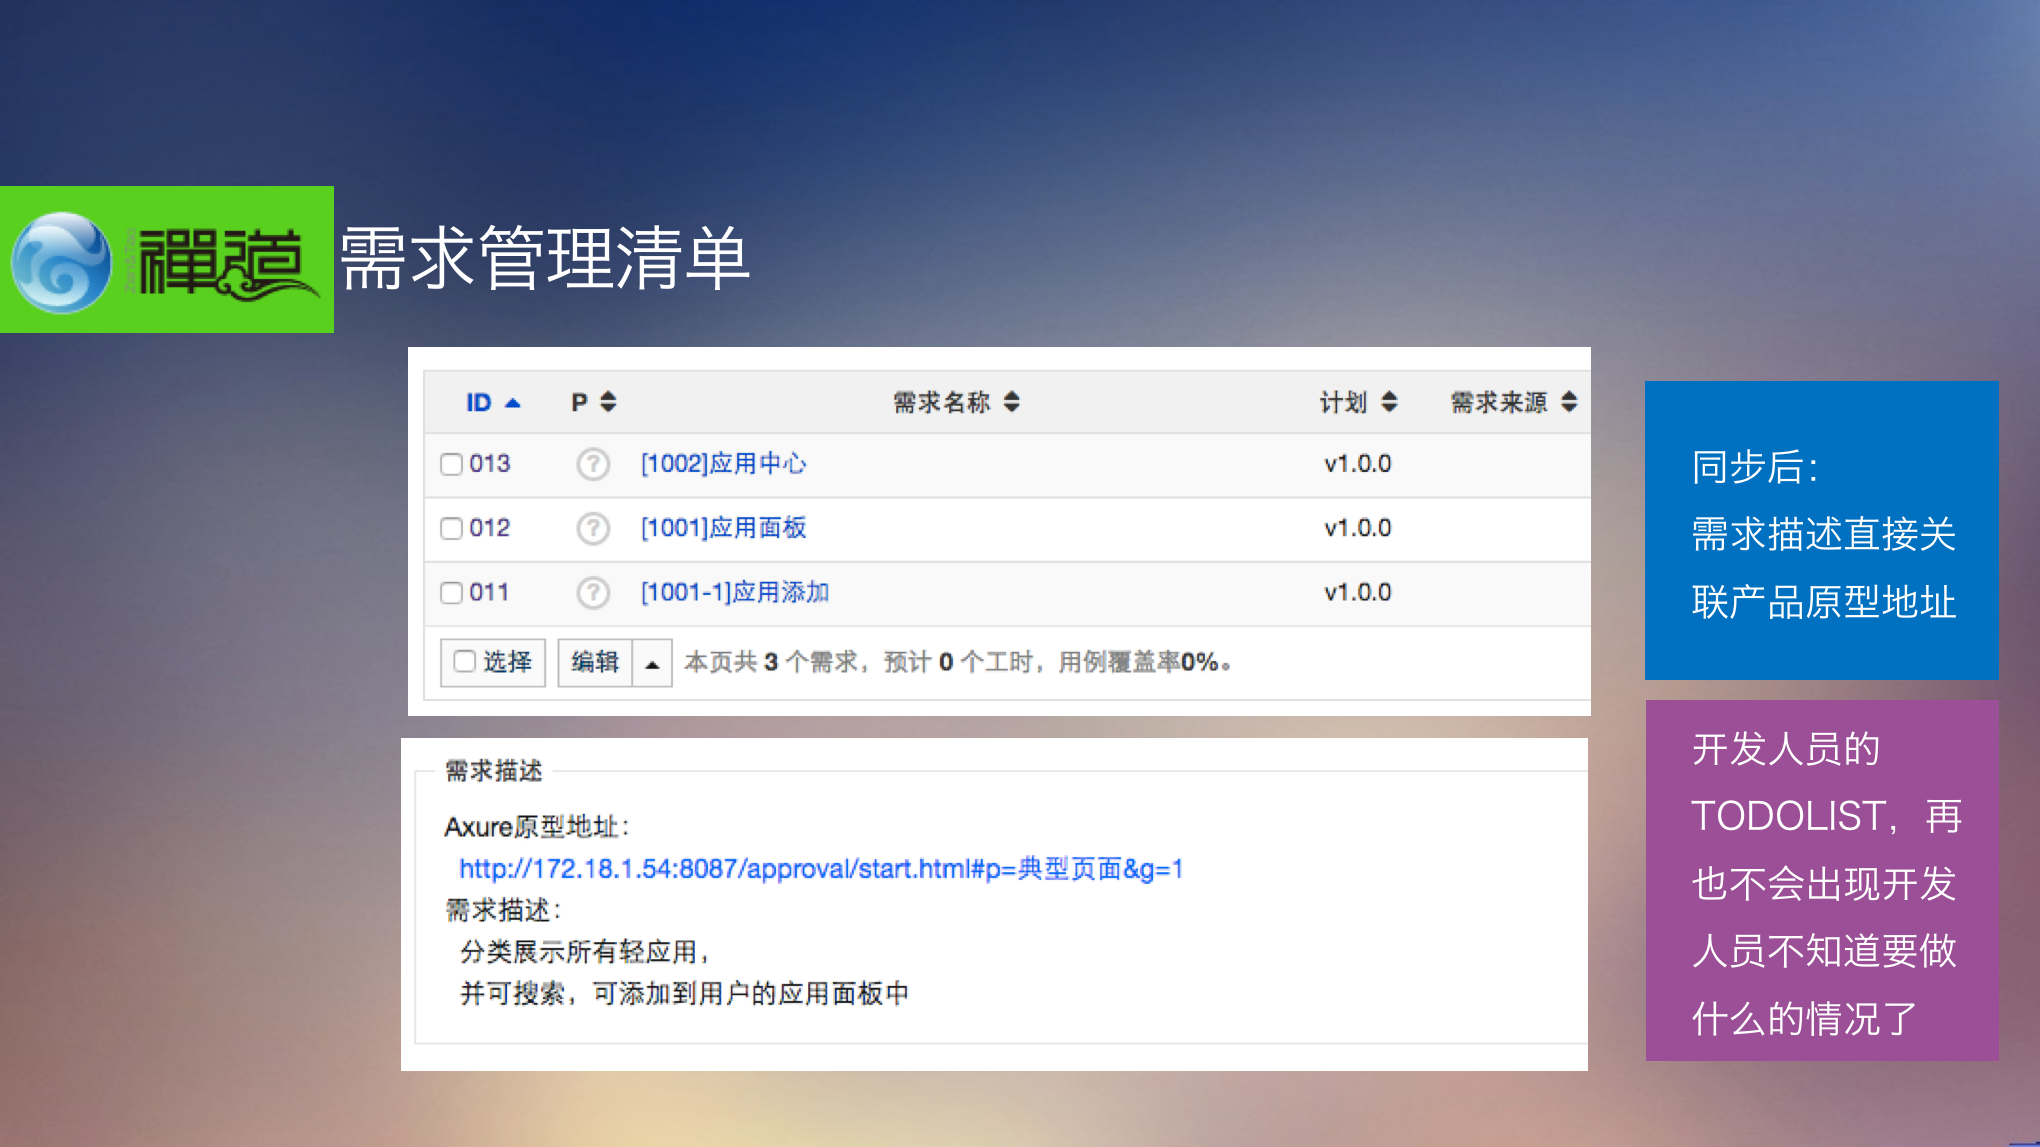 禪道 需求管理清单
ID P 需求名称 计划 需求来源
013 ? [1002]应用中心 v1.0.0
012 ? [1001]应用面板 v1.0.0
011 ? [1001-1]应用添加 v1.0.0
选择 编辑 本页共 3 个需求，预计 0 个工时，用例覆盖率0%。
需求描述
Axure原型地址：
http://172.18.1.54:8087/approval/start.html#p=典型页面&g=1
需求描述：
分类展示所有轻应用，
并可搜索，可添加到用户的应用面板中
同步后：
需求描述直接关
联产品原型地址
开发人员的
TODOLIST，再
也不会出现开发
人员不知道要做
什么的情况了